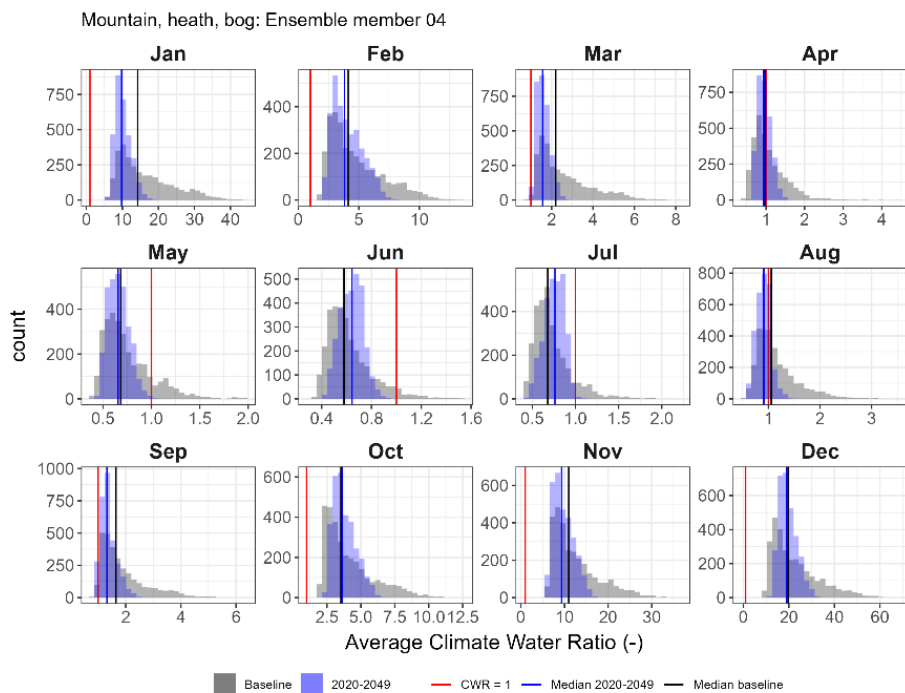 Mountain, heath, bog: Ensemble member 04
Jan Feb Mar Apr
750 500 250 0
0 10 20 30 40
400 200 0
0 5 10
750 500 250 0
2 4 6 8
750 500 250 0
1 2 3 4
May Jun Jul Aug
400 200 0
0.5 1.0 1.5 2.0
500 400 300 200 100 0
0.4 0.8 1.2 1.6
400 200 0
0.5 1.0 1.5 2.0
800 600 400 200 0
1 2 3
count
Sep Oct Nov Dec
1000 750 500 250 0
2 4 6
600 400 200 0
2.5 5.0 7.5 10.0 12.5
600 400 200 0
0 10 20 30
600 400 200 0
0 20 40 60
Average Climate Water Ratio (-)
Baseline 2020-2049 CWR = 1 Median 2020-2049 Median baseline